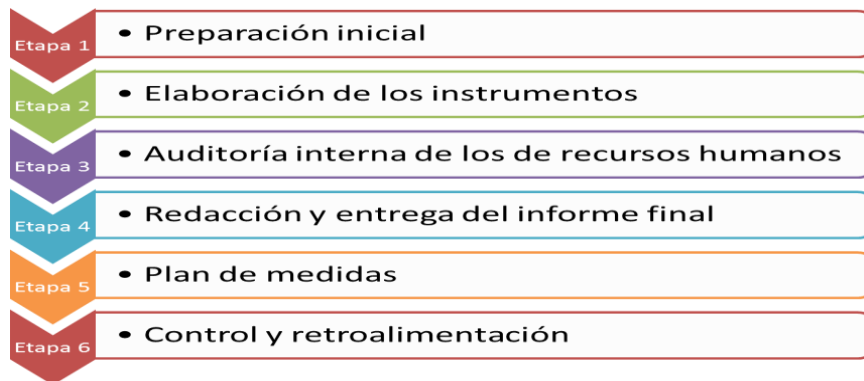 Etapa 1 • Preparación inicial
Etapa 2 • Elaboración de los instrumentos
Etapa 3 • Auditoría interna de los de recursos humanos
Etapa 4 • Redacción y entrega del informe final
Etapa 5 • Plan de medidas
Etapa 6 • Control y retroalimentación